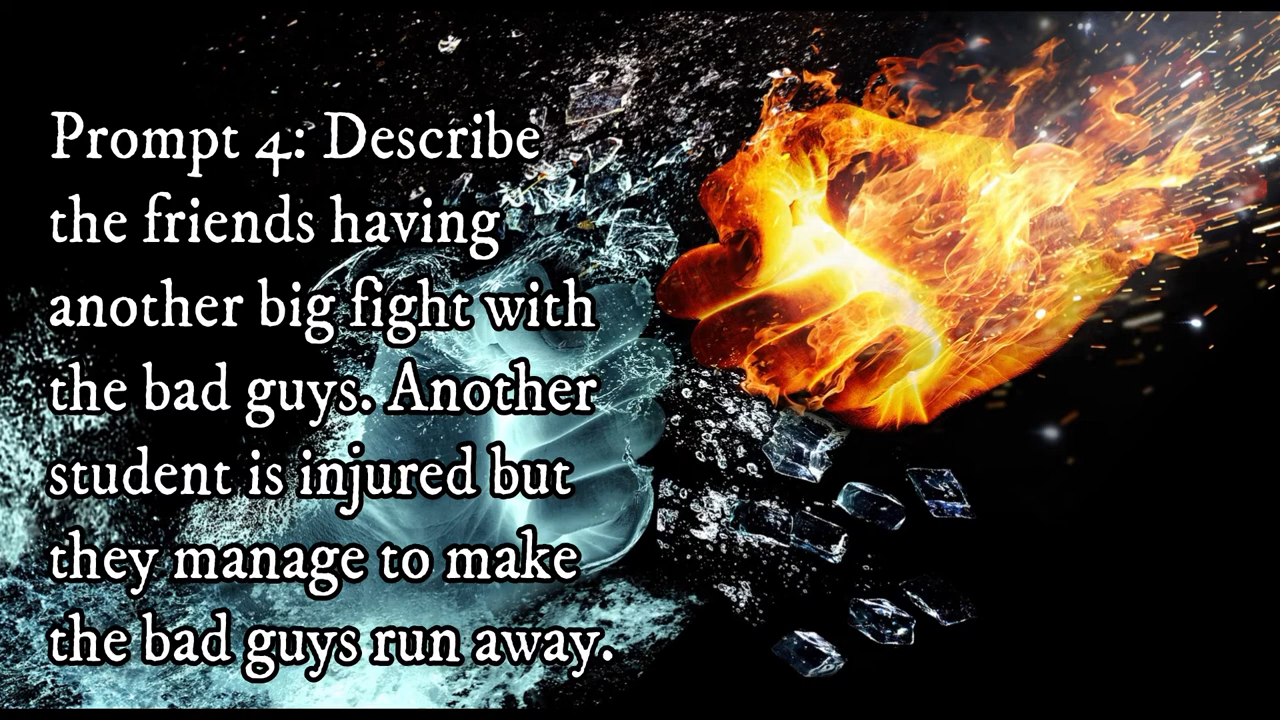 Prompt 4: Describe
the friends having
another big fight with
the bad guys. Another
student is injured but
they manage to make
the bad guys run away.